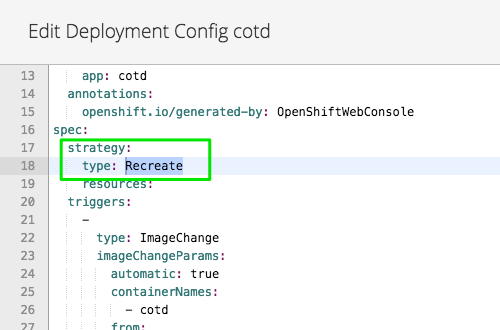 Edit Deployment Config cotd
13 app: cotd
14 annotations:
15 openshift.io/generated-by: OpenShiftWebConsole
16 spec:
17 strategy:
18 type: Recreate
19 resources:
20 triggers:
21 -
22 type: ImageChange
23 imageChangeParams:
24 automatic: true
25 containerNames:
26 - cotd
27 from: